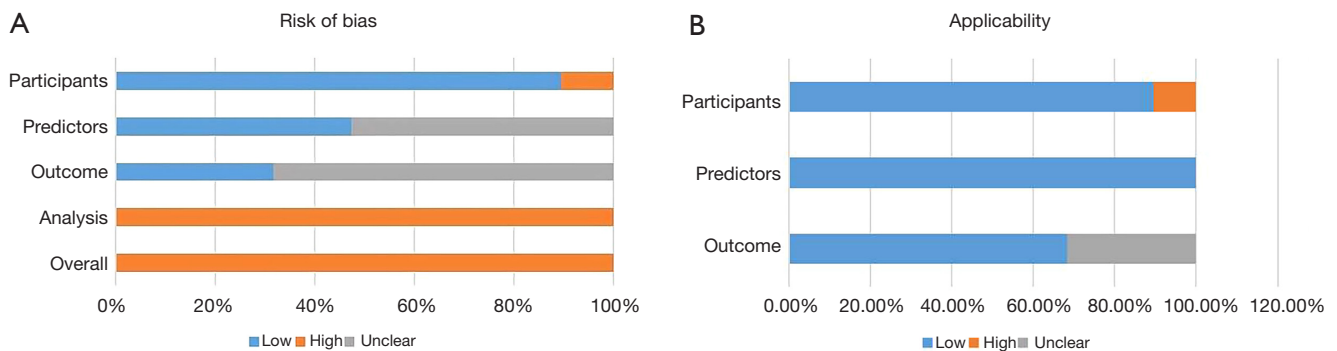 A
Risk of bias
Participants
Predictors
Outcome
Analysis
Overall
0% 20% 40% 60% 80% 100%
Low High Unclear
B
Applicability
Participants
Predictors
Outcome
0.00% 20.00% 40.00% 60.00% 80.00% 100.00% 120.00%
Low High Unclear